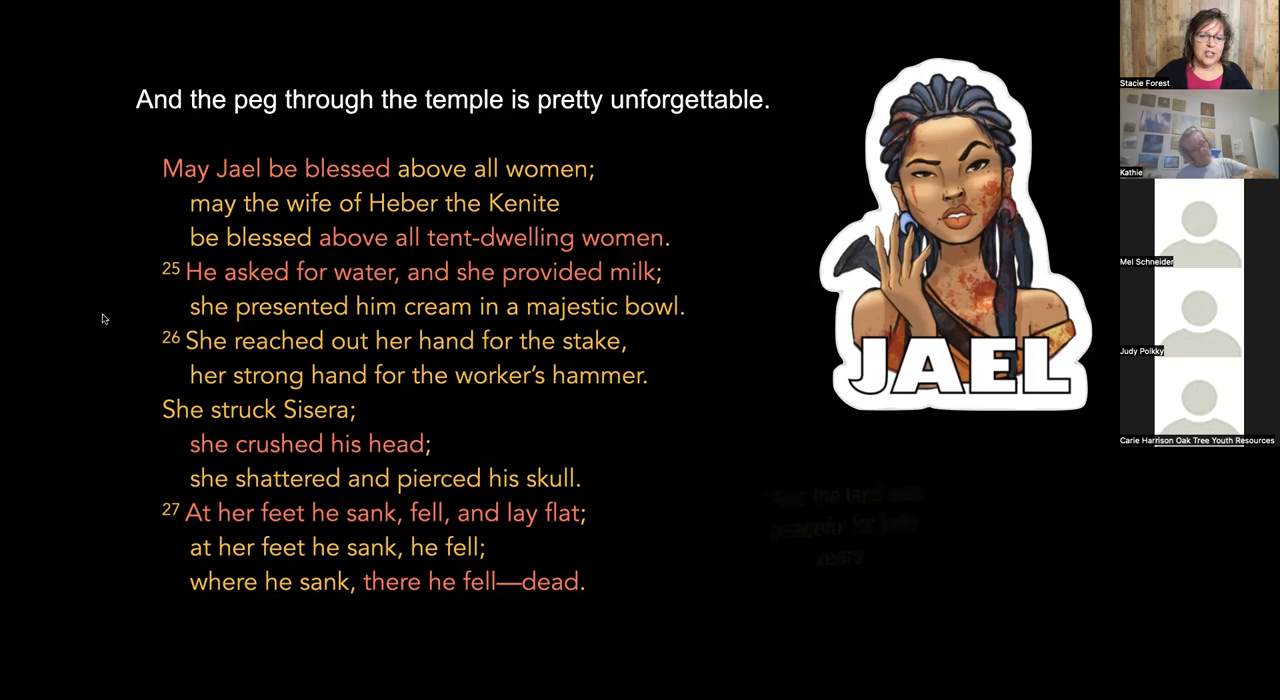 And the peg through the temple is pretty unforgettable.
May Jael be blessed above all women;
may the wife of Heber the Kenite
be blessed above all tent-dwelling women.
25 He asked for water, and she provided milk;
she presented him cream in a majestic bowl.
26 She reached out her hand for the stake,
her strong hand for the worker’s hammer.
She struck Sisera;
she crushed his head;
she shattered and pierced his skull.
27 At her feet he sank, fell, and lay flat;
at her feet he sank, he fell;
where he sank, there he fell—dead.
JAEL
the land
peaceful for
years
Stacie Forest
Kathie
Mel Schneider
Judy Polkky
Carie Harrison Oak Tree Youth Resources